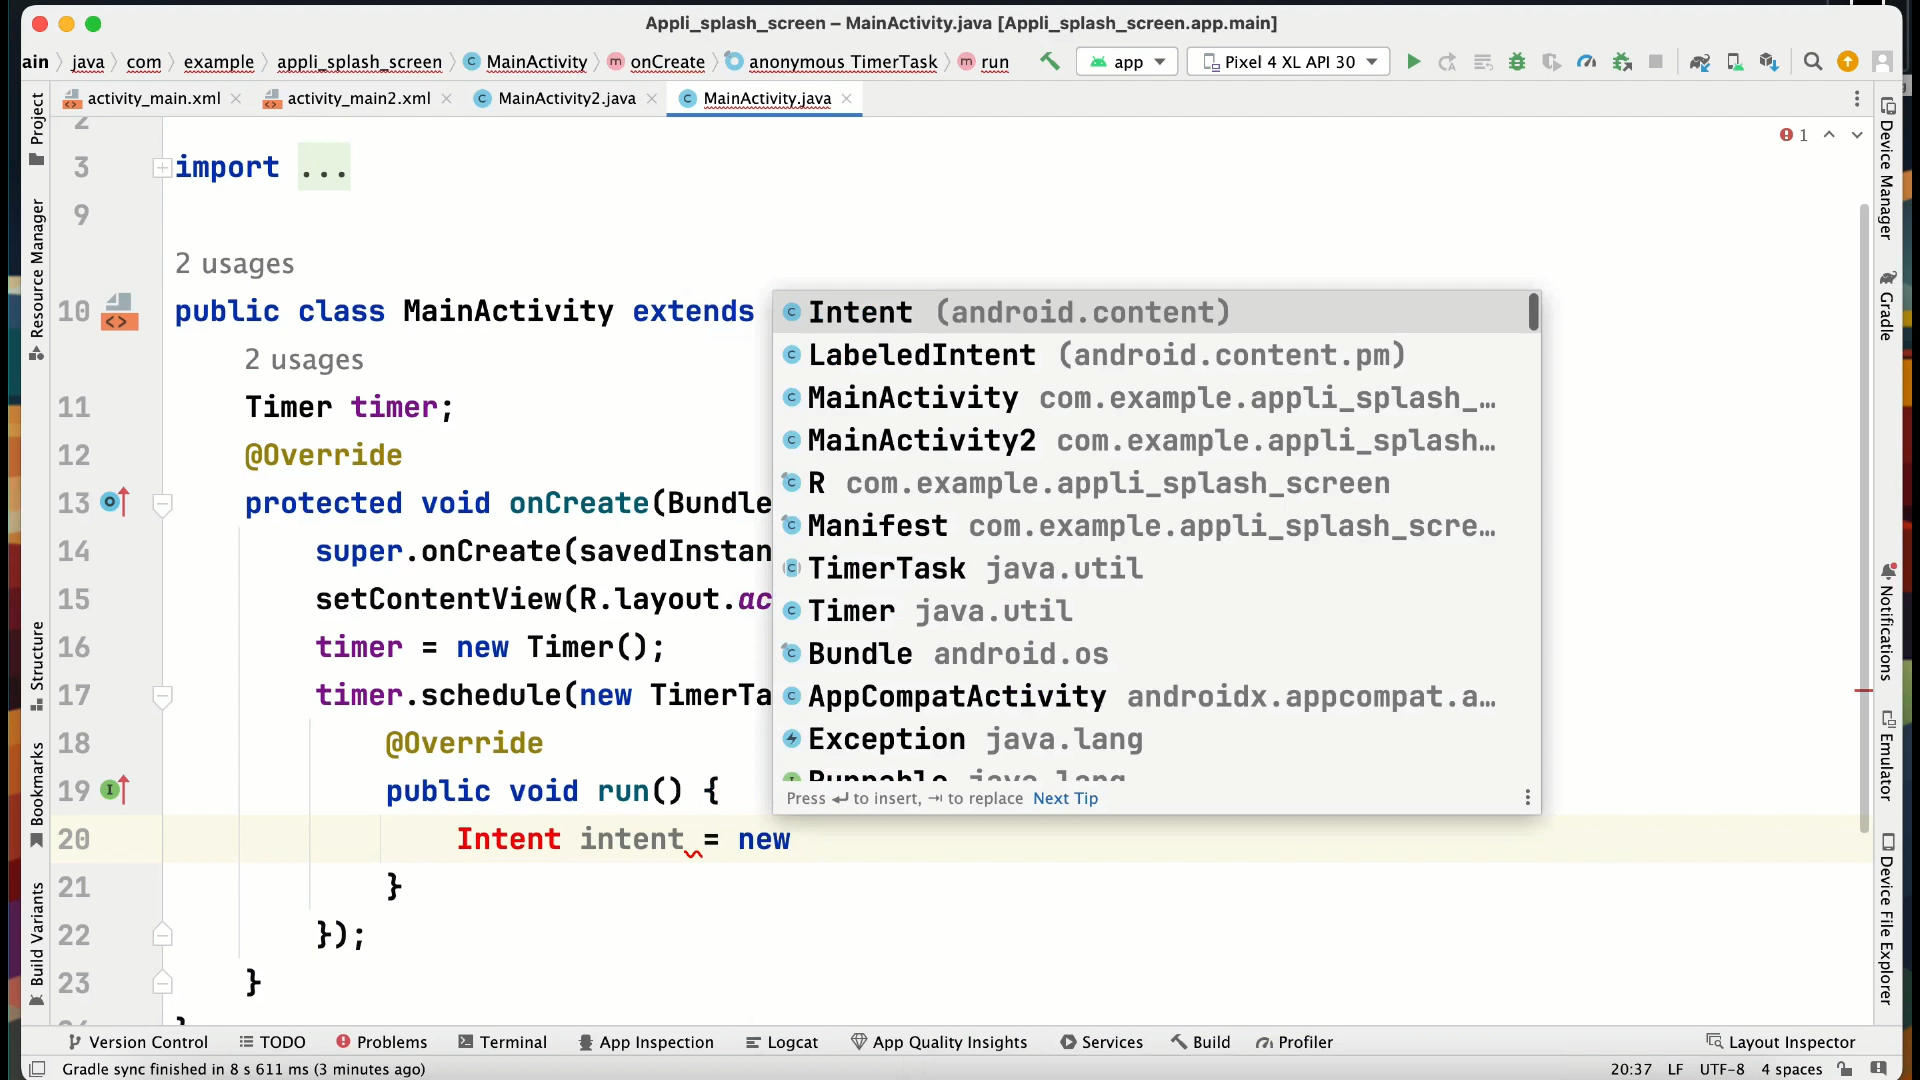 Appli_splash_screen – MainActivity.java [Appli_splash_screen.app.main]
ain java com example appli_splash_screen MainActivity onCreate anonymous TimerTask run app Pixel 4 XL API 30
activity_main.xml activity_main2.xml MainActivity2.java MainActivity.java
1
2
3 import ...
9
2 usages
10 public class MainActivity extends
2 usages
11 Timer timer;
12 @Override
13 protected void onCreate(Bundle
14 super.onCreate(savedInstan
15 setContentView(R.layout.ac
16 timer = new Timer();
17 timer.schedule(new TimerTa
18 @Override
19 public void run() {
20 Intent intent = new
21 }
22 });
23 }
Intent (android.content)
LabeledIntent (android.content.pm)
MainActivity com.example.appli_splash_...
MainActivity2 com.example.appli_splash...
R com.example.appli_splash_screen
Manifest com.example.appli_splash_scre...
TimerTask java.util
Timer java.util
Bundle android.os
AppCompatActivity androidx.appcompat.a...
Exception java.lang
Runnable java.lang
Press ↵ to insert, ⇥ to replace Next Tip
Project
Resource Manager
Structure
Bookmarks
Build Variants
Device Manager
Gradle
Notifications
Emulator
Device File Explorer
Version Control TODO Problems Terminal App Inspection Logcat App Quality Insights Services Build Profiler Layout Inspector
Gradle sync finished in 8 s 611 ms (3 minutes ago) 20:37 LF UTF-8 4 spaces